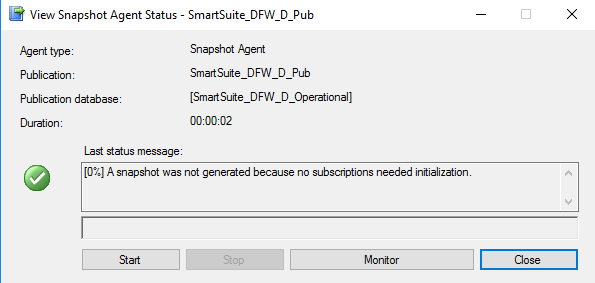 View Snapshot Agent Status - SmartSuite_DFW_D_Pub
Agent type: Snapshot Agent
Publication: SmartSuite_DFW_D_Pub
Publication database: [SmartSuite_DFW_D_Operational]
Duration: 00:00:02
Last status message:
[0%] A snapshot was not generated because no subscriptions needed initialization.
Start Stop Monitor Close